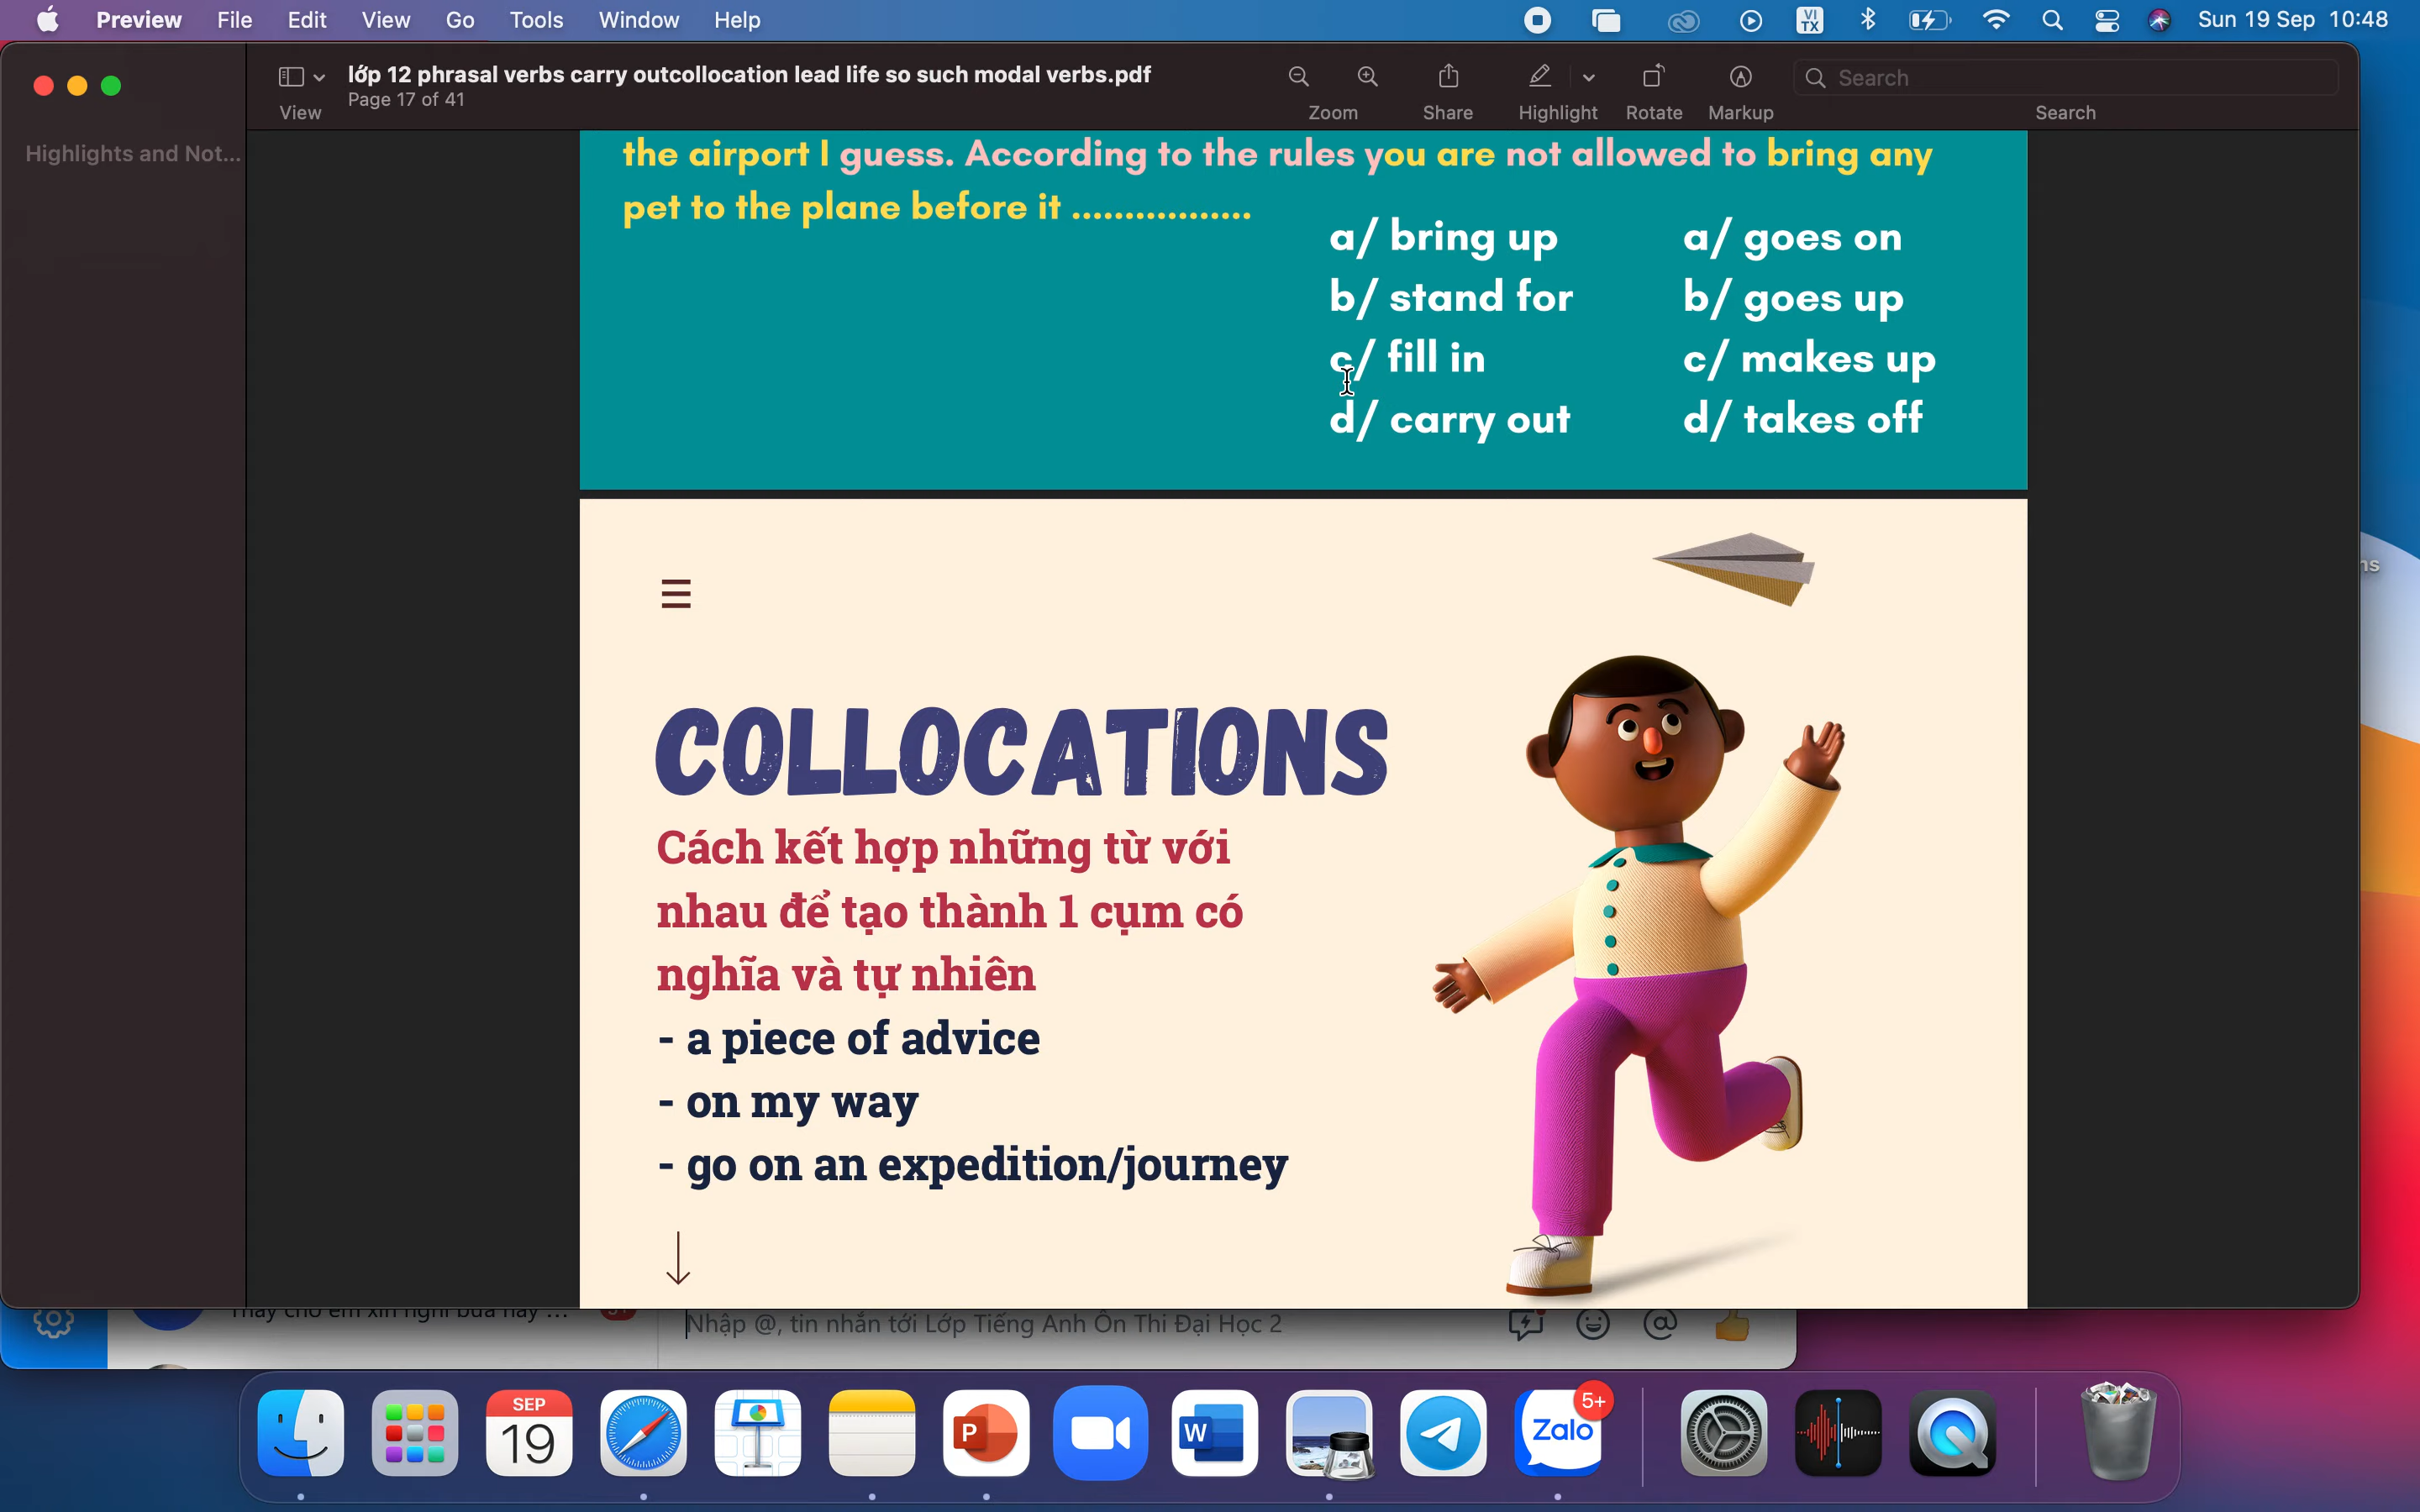 Preview File Edit View Go Tools Window Help
VI TX
Sun 19 Sep 10:48
lớp 12 phrasal verbs carry outcollocation lead life so such modal verbs.pdf
Page 17 of 41
View
Zoom
Share
Highlight
Rotate
Markup
Search
Search
Highlights and Not...
the airport I guess. According to the rules you are not allowed to bring any
pet to the plane before it .................
a/ bring up
b/ stand for
c/ fill in
d/ carry out
a/ goes on
b/ goes up
c/ makes up
d/ takes off
COLLOCATIONS
Cách kết hợp những từ với
nhau để tạo thành 1 cụm có
nghĩa và tự nhiên
- a piece of advice
- on my way
- go on an expedition/journey
Nhập @, tin nhắn tới Lớp Tiếng Anh Ôn Thi Đại Học 2
SEP
19
P
W
Zalo
5+